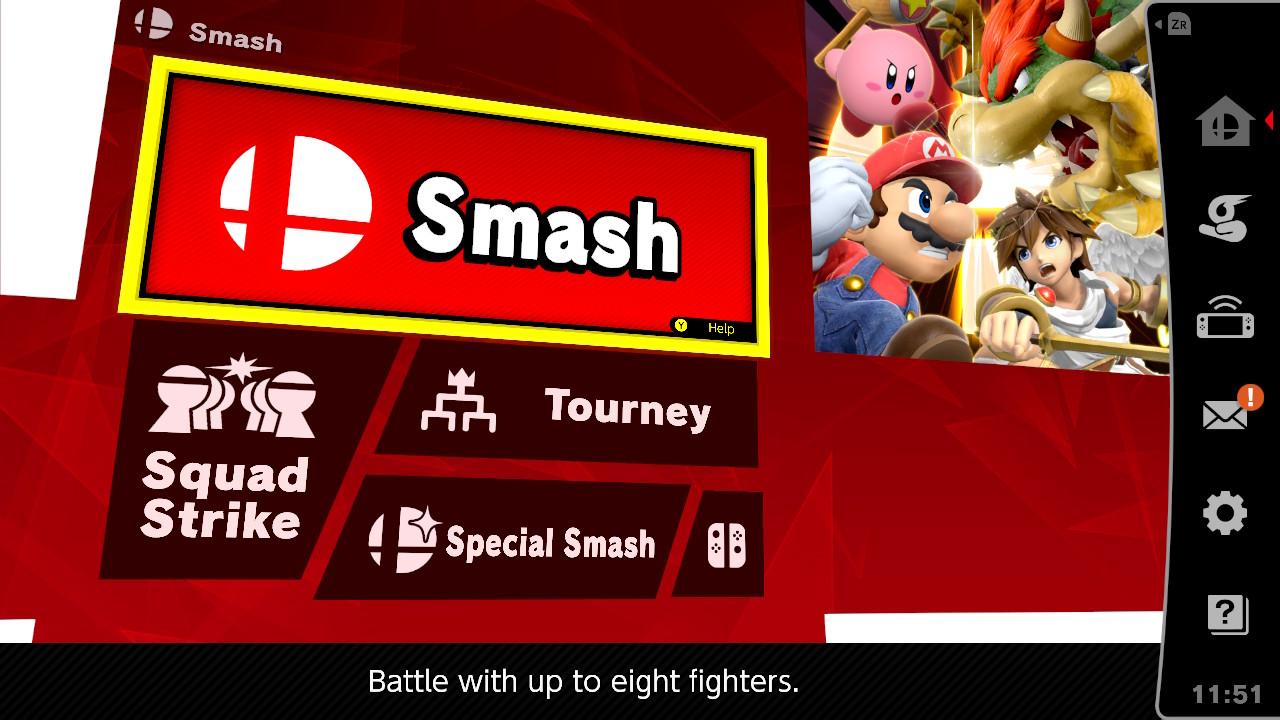 Smash
ZR
Smash
Y Help
Squad
Strike
Tourney
Special Smash
Battle with up to eight fighters.
11:51